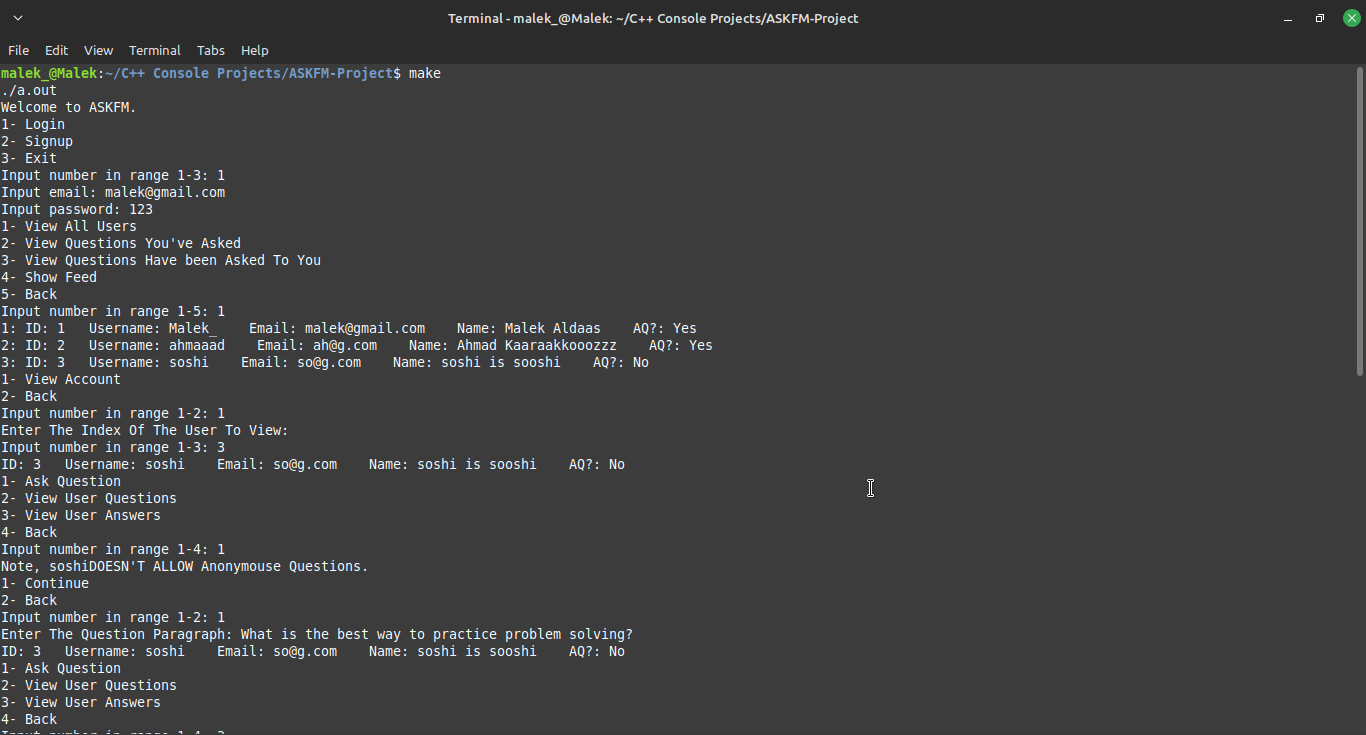 Terminal - malek_@Malek: ~/C++ Console Projects/ASKFM-Project
File Edit View Terminal Tabs Help
malek_@Malek:~/C++ Console Projects/ASKFM-Project$ make
./a.out
Welcome to ASKFM.
1- Login
2- Signup
3- Exit
Input number in range 1-3: 1
Input email: malek@gmail.com
Input password: 123
1- View All Users
2- View Questions You've Asked
3- View Questions Have been Asked To You
4- Show Feed
5- Back
Input number in range 1-5: 1
1: ID: 1   Username: Malek_    Email: malek@gmail.com    Name: Malek Aldaas    AQ?: Yes
2: ID: 2   Username: ahmaaad    Email: ah@g.com    Name: Ahmad Kaaraakkooozzz    AQ?: Yes
3: ID: 3   Username: soshi    Email: so@g.com    Name: soshi is sooshi    AQ?: No
1- View Account
2- Back
Input number in range 1-2: 1
Enter The Index Of The User To View:
Input number in range 1-3: 3
ID: 3   Username: soshi    Email: so@g.com    Name: soshi is sooshi    AQ?: No
1- Ask Question
2- View User Questions
3- View User Answers
4- Back
Input number in range 1-4: 1
Note, soshiDOESN'T ALLOW Anonymouse Questions.
1- Continue
2- Back
Input number in range 1-2: 1
Enter The Question Paragraph: What is the best way to practice problem solving?
ID: 3   Username: soshi    Email: so@g.com    Name: soshi is sooshi    AQ?: No
1- Ask Question
2- View User Questions
3- View User Answers
4- Back